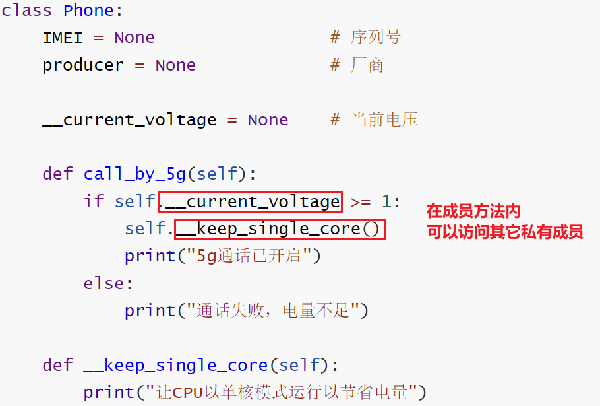 class Phone:
    IMEI = None                 # 序列号
    producer = None             # 厂商
    __current_voltage = None    # 当前电压
    def call_by_5g(self):
        if self.__current_voltage >= 1:
            self.__keep_single_core()
            print("5g通话已开启")
        else:
            print("通话失败，电量不足")
    def __keep_single_core(self):
        print("让CPU以单核模式运行以节省电量")
在成员方法内
可以访问其它私有成员